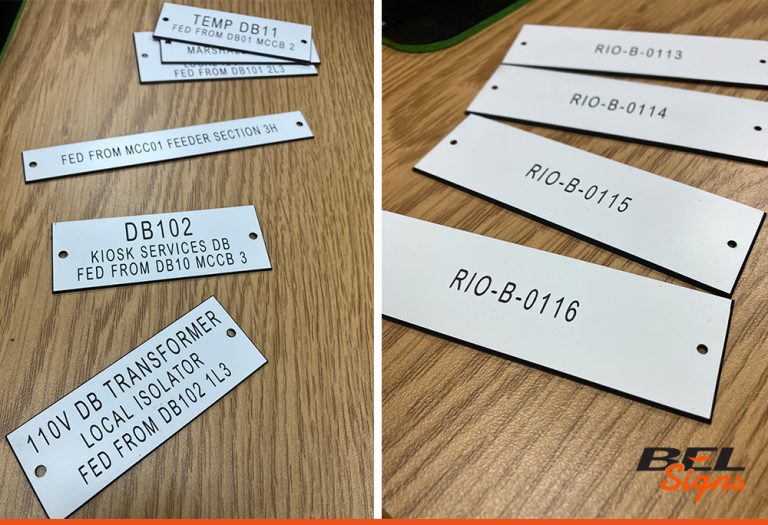 TEMP DB11
FED FROM DB01 MCCB 2
FED FROM DB101 2L3
FED FROM MCC01 FEEDER SECTION 3H
DB102
KIOSK SERVICES DB
FED FROM DB10 MCCB 3
110V DB TRANSFORMER
LOCAL ISOLATOR
FED FROM DB102 1L3
RIO-B-0113
RIO-B-0114
RIO-B-0115
RIO-B-0116
BEL
Signs